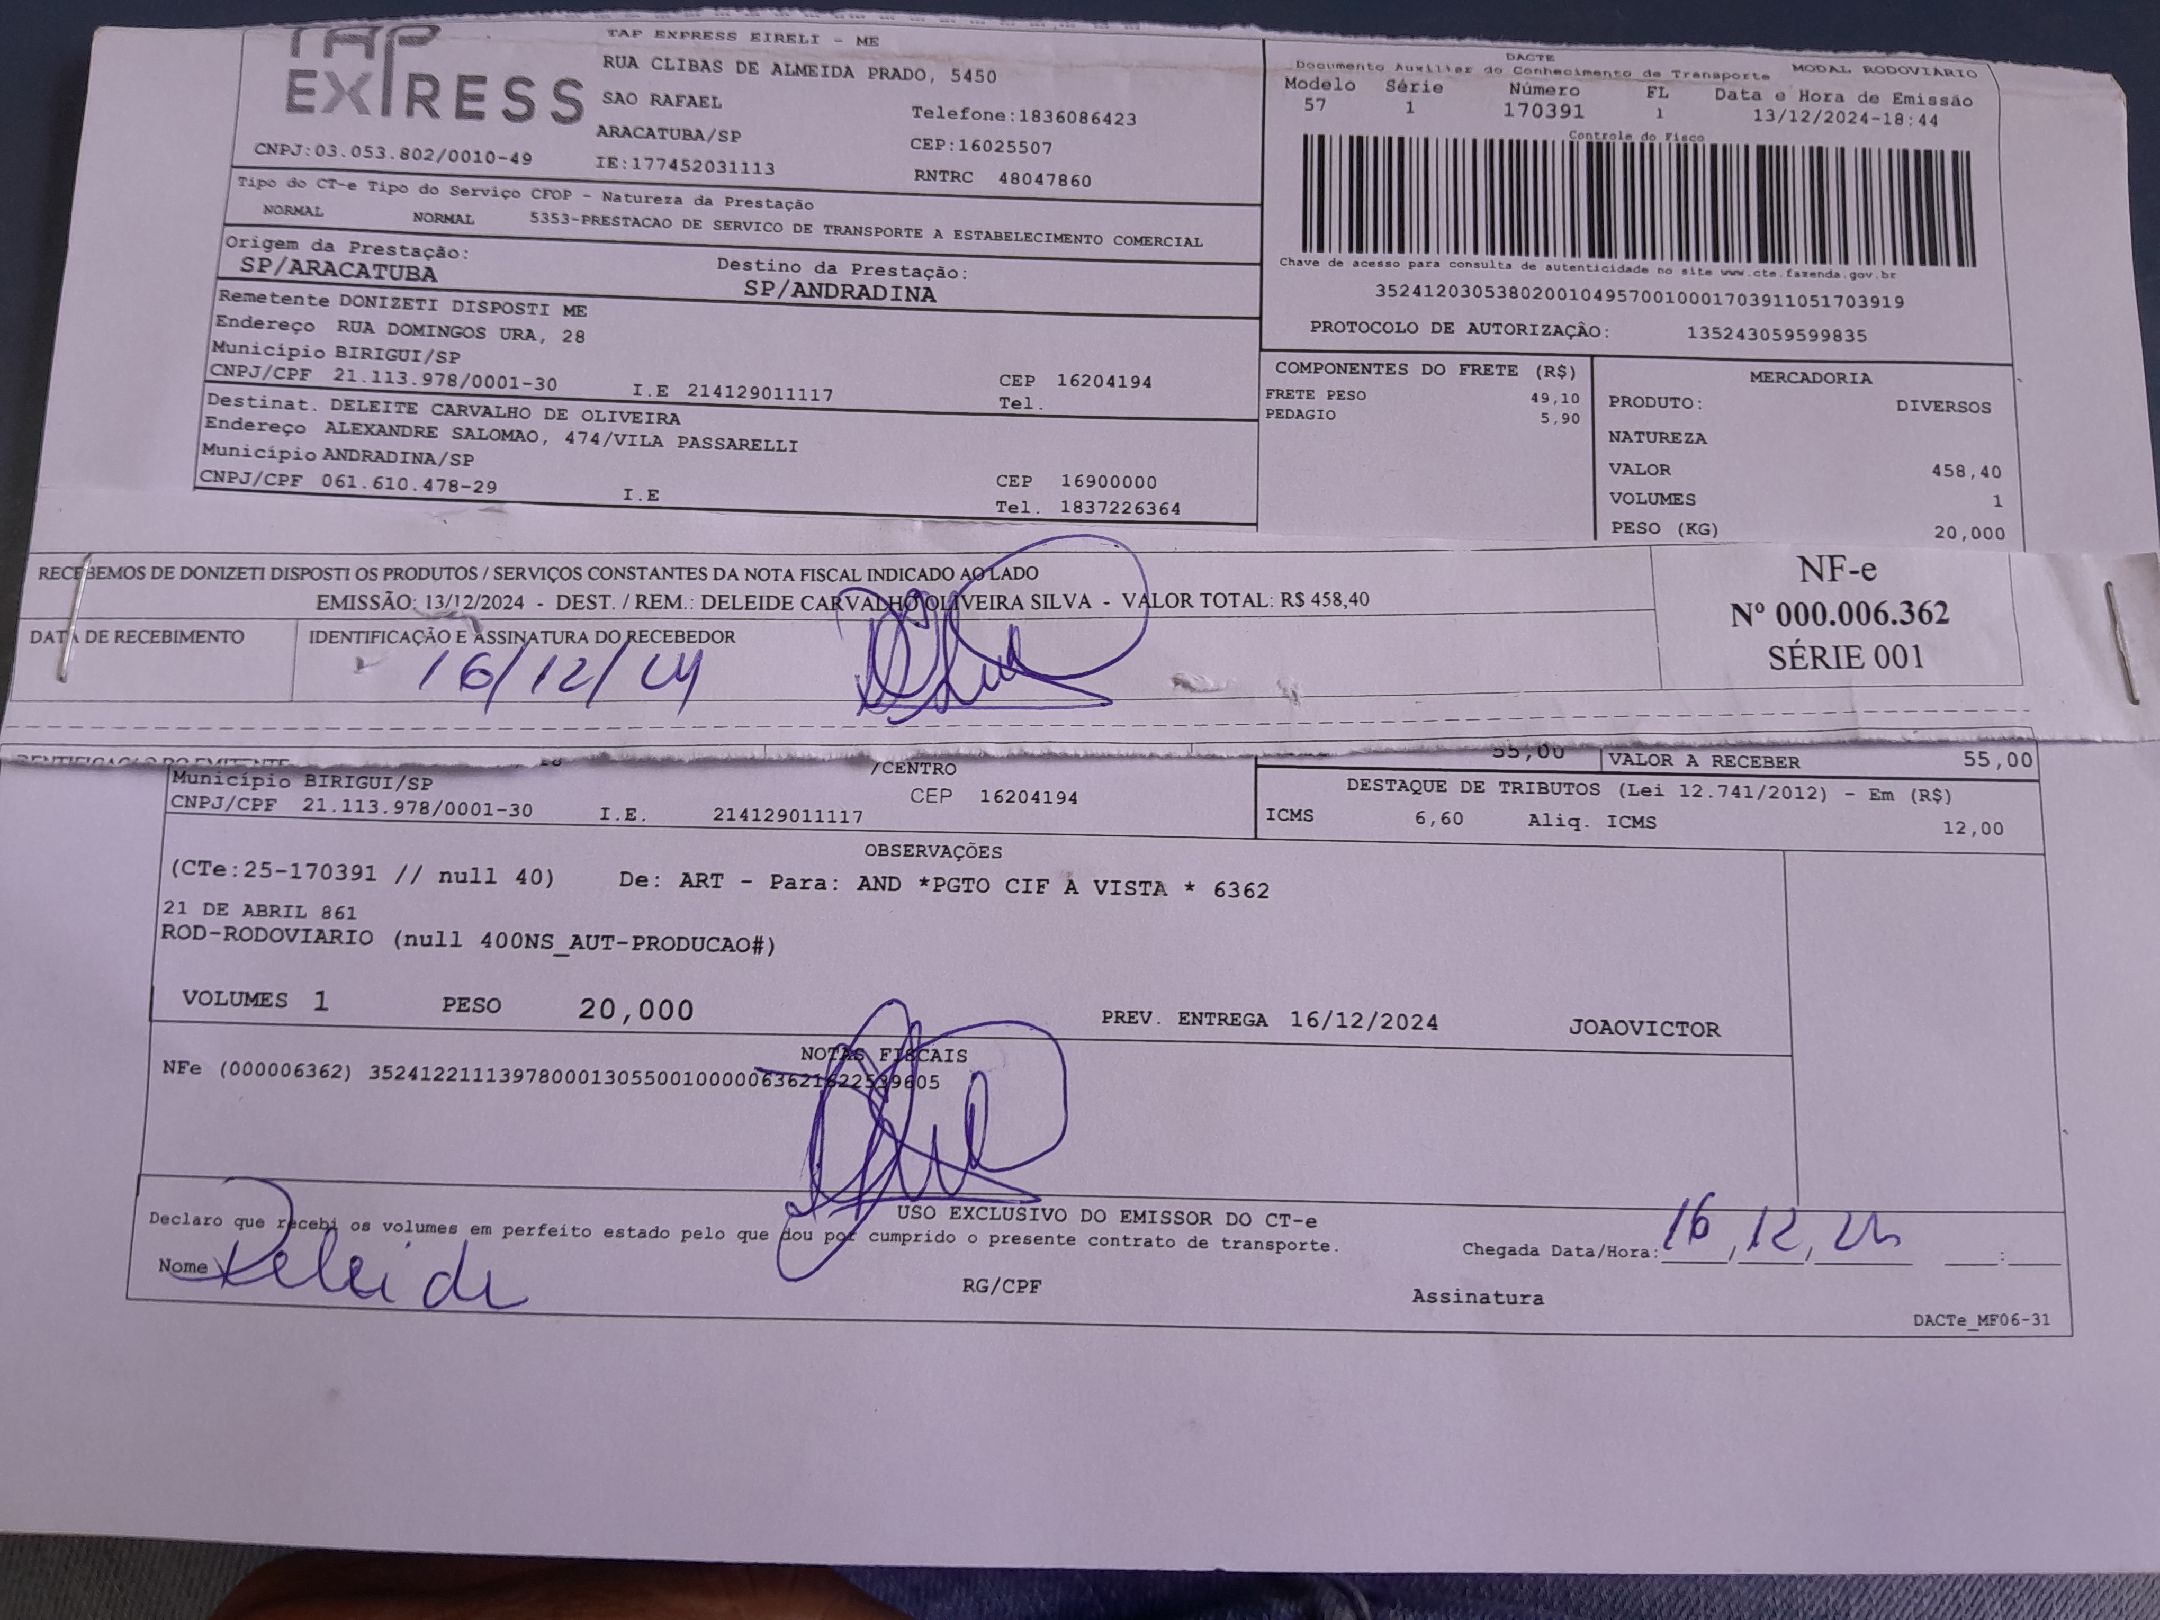 TAP EXPRESS
TAP EXPRESS EIRELI - ME
RUA CLIBAS DE ALMEIDA PRADO, 5450
SAO RAFAEL
Telefone:1836086423
ARACATUBA/SP
CEP:16025507
CNPJ:03.053.802/0010-49
IE:177452031113
RNTRC 48047860
DACTE
Documento Auxiliar do Conhecimento de Transporte MODAL RODOVIÁRIO
Modelo Série Número FL Data e Hora de Emissão
57 1 170391 1 13/12/2024-18:44
Controle do Fisco
Chave de acesso para consulta de autenticidade no site www.cte.fazenda.gov.br
35241203053802001049570010001703911051703919
PROTOCOLO DE AUTORIZAÇÃO: 135243059599835
Tipo do CT-e Tipo do Serviço CFOP - Natureza da Prestação
NORMAL NORMAL 5353-PRESTACAO DE SERVICO DE TRANSPORTE A ESTABELECIMENTO COMERCIAL
Origem da Prestação: Destino da Prestação:
SP/ARACATUBA SP/ANDRADINA
Remetente DONIZETI DISPOSTI ME
Endereço RUA DOMINGOS URA, 28
Município BIRIGUI/SP
CEP 16204194
CNPJ/CPF 21.113.978/0001-30 I.E 214129011117
Tel.
Destinat. DELEITE CARVALHO DE OLIVEIRA
Endereço ALEXANDRE SALOMAO, 474/VILA PASSARELLI
Município ANDRADINA/SP
CEP 16900000
CNPJ/CPF 061.610.478-29 I.E
Tel. 1837226364
COMPONENTES DO FRETE (R$)
FRETE PESO 49,10
PEDAGIO 5,90
MERCADORIA
PRODUTO: DIVERSOS
NATUREZA
VALOR 458,40
VOLUMES 1
PESO (KG) 20,000
RECEBEMOS DE DONIZETI DISPOSTI OS PRODUTOS / SERVIÇOS CONSTANTES DA NOTA FISCAL INDICADO AO LADO
EMISSÃO: 13/12/2024 - DEST. / REM.: DELEIDE CARVALHO OLIVEIRA SILVA - VALOR TOTAL: R$ 458,40
DATA DE RECEBIMENTO
IDENTIFICAÇÃO E ASSINATURA DO RECEBEDOR
16/12/24
NF-e
Nº 000.006.362
SÉRIE 001
55,00 VALOR A RECEBER 55,00
/CENTRO
Município BIRIGUI/SP
CEP 16204194
CNPJ/CPF 21.113.978/0001-30 I.E. 214129011117
DESTAQUE DE TRIBUTOS (Lei 12.741/2012) - Em (R$)
ICMS 6,60 Aliq. ICMS 12,00
OBSERVAÇÕES
(CTe:25-170391 // null 40) De: ART - Para: AND *PGTO CIF A VISTA * 6362
21 DE ABRIL 861
ROD-RODOVIARIO (null 400NS_AUT-PRODUCAO#)
VOLUMES 1 PESO 20,000 PREV. ENTREGA 16/12/2024 JOAOVICTOR
NOTAS FISCAIS
NFe (000006362) 35241221113978000130550010000063621622539605
USO EXCLUSIVO DO EMISSOR DO CT-e
Declaro que recebi os volumes em perfeito estado pelo que dou por cumprido o presente contrato de transporte.
Chegada Data/Hora: 16, 12, 24 :
Nome Deleide
RG/CPF
Assinatura
DACTe_MF06-31